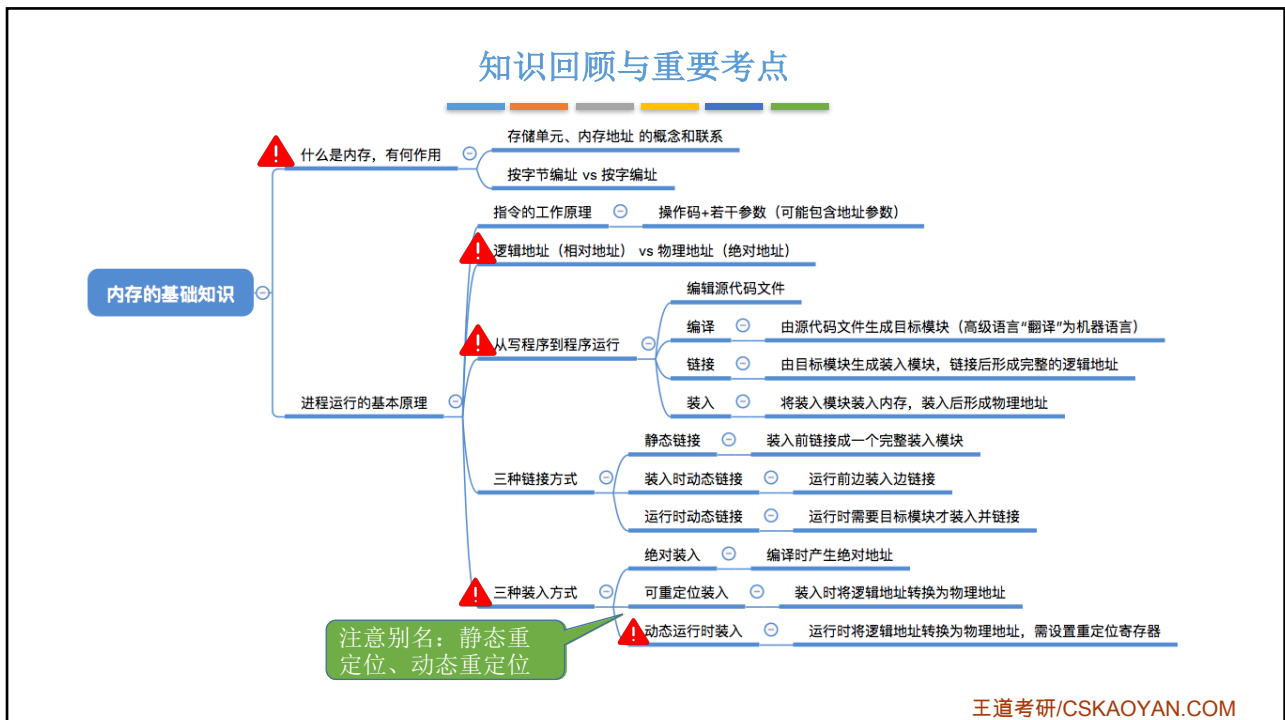 知识回顾与重要考点
什么是内存，有何作用
存储单元、内存地址 的概念和联系
按字节编址 vs 按字编址
内存的基础知识
进程运行的基本原理
指令的工作原理
操作码+若干参数（可能包含地址参数）
逻辑地址（相对地址） vs 物理地址（绝对地址）
从写程序到程序运行
编辑源代码文件
编译
由源代码文件生成目标模块（高级语言“翻译”为机器语言）
链接
由目标模块生成装入模块，链接后形成完整的逻辑地址
装入
将装入模块装入内存，装入后形成物理地址
三种链接方式
静态链接
装入前链接成一个完整装入模块
装入时动态链接
运行前边装入边链接
运行时动态链接
运行时需要目标模块才装入并链接
三种装入方式
绝对装入
编译时产生绝对地址
可重定位装入
装入时将逻辑地址转换为物理地址
动态运行时装入
运行时将逻辑地址转换为物理地址，需设置重定位寄存器
注意别名：静态重
定位、动态重定位
王道考研/CSKAOYAN.COM